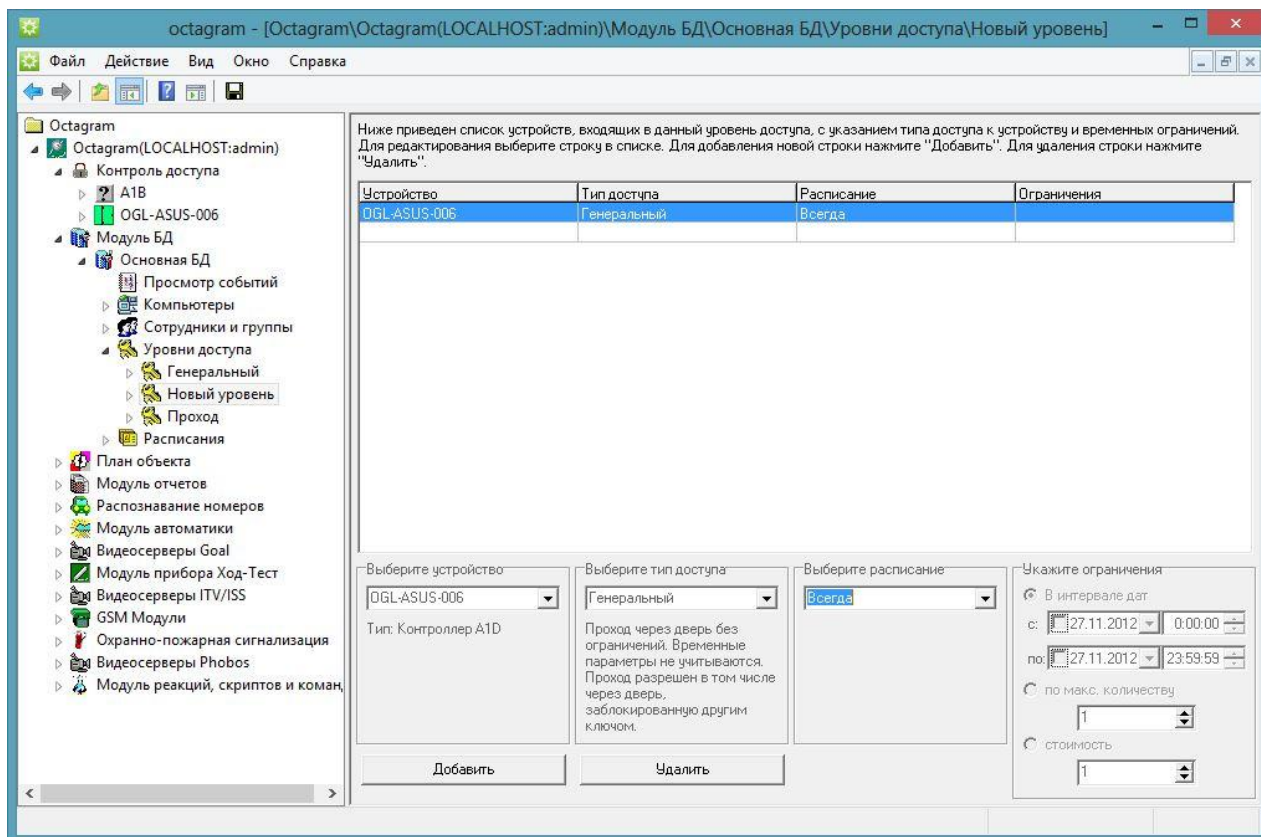 octagram - [Octagram\Octagram(LOCALHOST:admin)\Модуль БД\Основная БД\Уровни доступа\Новый уровень]
Файл Действие Вид Окно Справка
Octagram
Octagram(LOCALHOST:admin)
Контроль доступа
A1B
OGL-ASUS-006
Модуль БД
Основная БД
Просмотр событий
Компьютеры
Сотрудники и группы
Уровни доступа
Генеральный
Новый уровень
Проход
Расписания
План объекта
Модуль отчетов
Распознавание номеров
Модуль автоматики
Видеосерверы Goal
Модуль прибора Ход-Тест
Видеосерверы ITV/ISS
GSM Модули
Охранно-пожарная сигнализация
Видеосерверы Phobos
Модуль реакций, скриптов и коман
Ниже приведен список устройств, входящих в данный уровень доступа, с указанием типа доступа к устройству и временных ограничений.
Для редактирования выберите строку в списке. Для добавления новой строки нажмите "Добавить". Для удаления строки нажмите
"Удалить".
Устройство Тип доступа Расписание Ограничения
OGL-ASUS-006 Генеральный Всегда
Выберите устройство
OGL-ASUS-006
Тип: Контроллер A1D
Выберите тип доступа
Генеральный
Проход через дверь без
ограничений. Временные
параметры не учитываются.
Проход разрешен в том числе
через дверь,
заблокированную другим
ключом.
Выберите расписание
Всегда
Укажите ограничения
В интервале дат
с: 27.11.2012 0:00:00
по: 27.11.2012 23:59:59
по макс. количеству
1
стоимость
1
Добавить Удалить